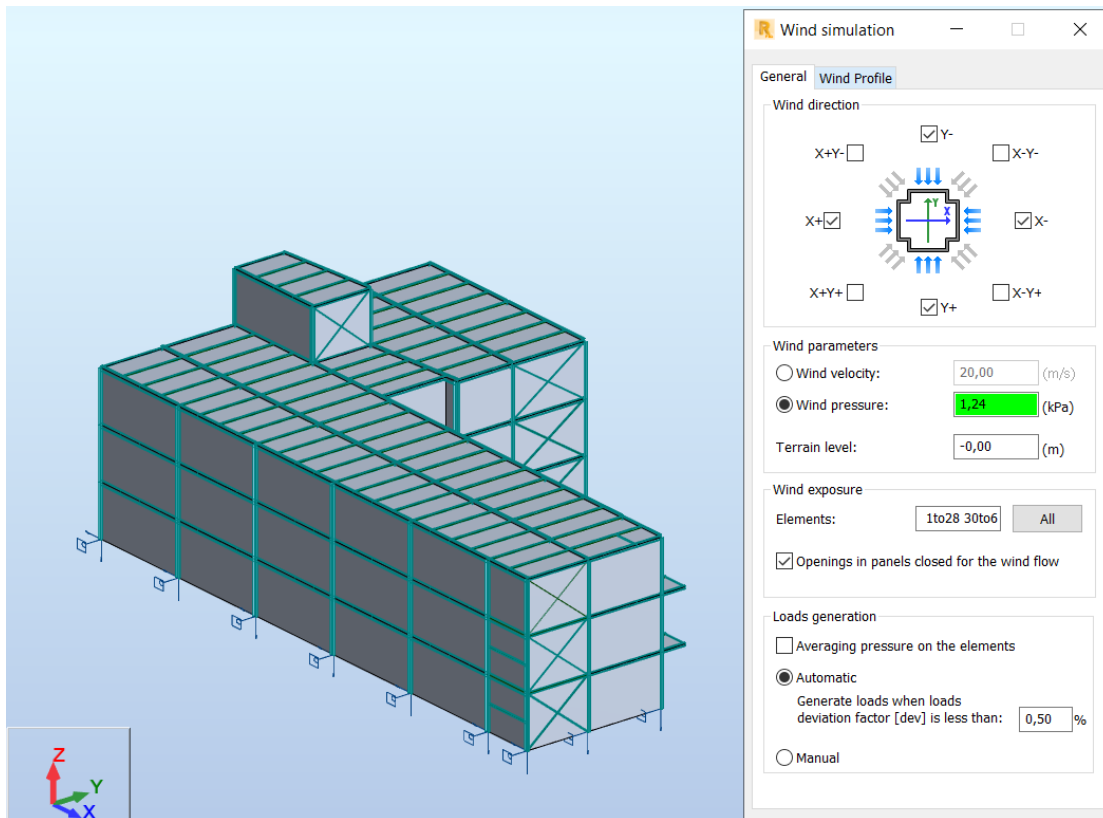 Wind simulation
General Wind Profile
Wind direction
Y-
X+Y- X-Y-
Y
X
X+ X-
X+Y+ X-Y+
Y+
Wind parameters
Wind velocity: 20,00 (m/s)
Wind pressure: 1,24 (kPa)
Terrain level: -0,00 (m)
Wind exposure
Elements: 1to28 30to6 All
Openings in panels closed for the wind flow
Loads generation
Averaging pressure on the elements
Automatic
Generate loads when loads
deviation factor [dev] is less than: 0,50 %
Manual
Z
Y
X